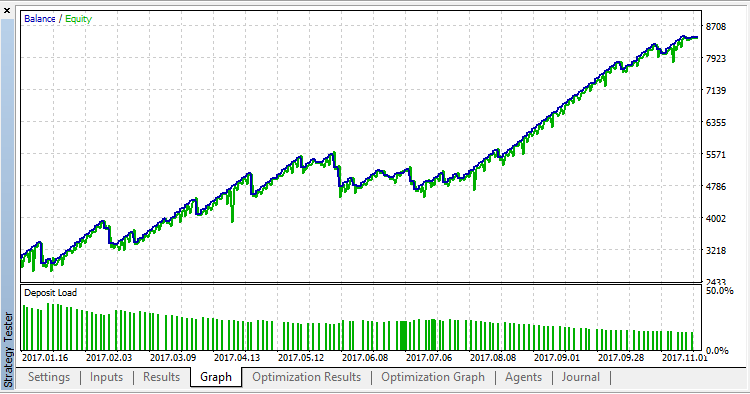 Balance / Equity
8708
7923
7139
6355
5571
4786
4002
3218
2433
Deposit Load
50.0%
0.0%
2017.01.16 2017.02.03 2017.03.09 2017.04.13 2017.05.12 2017.06.08 2017.07.06 2017.08.08 2017.09.01 2017.09.28 2017.11.01
Strategy Tester
Settings Inputs Results Graph Optimization Results Optimization Graph Agents Journal